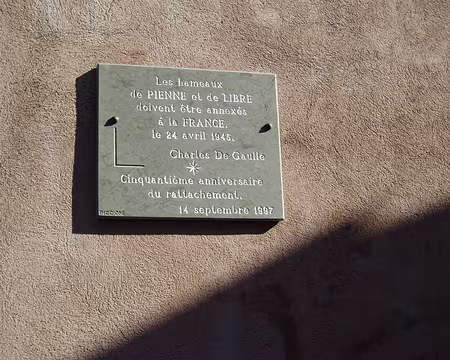 Les hameaux
de PIENNE et de LIBRE
doivent être annexés
à la FRANCE.
le 24 avril 1945.
Charles De Gaulle
Cinquantième anniversaire
du rattachement.
14 septembre 1997